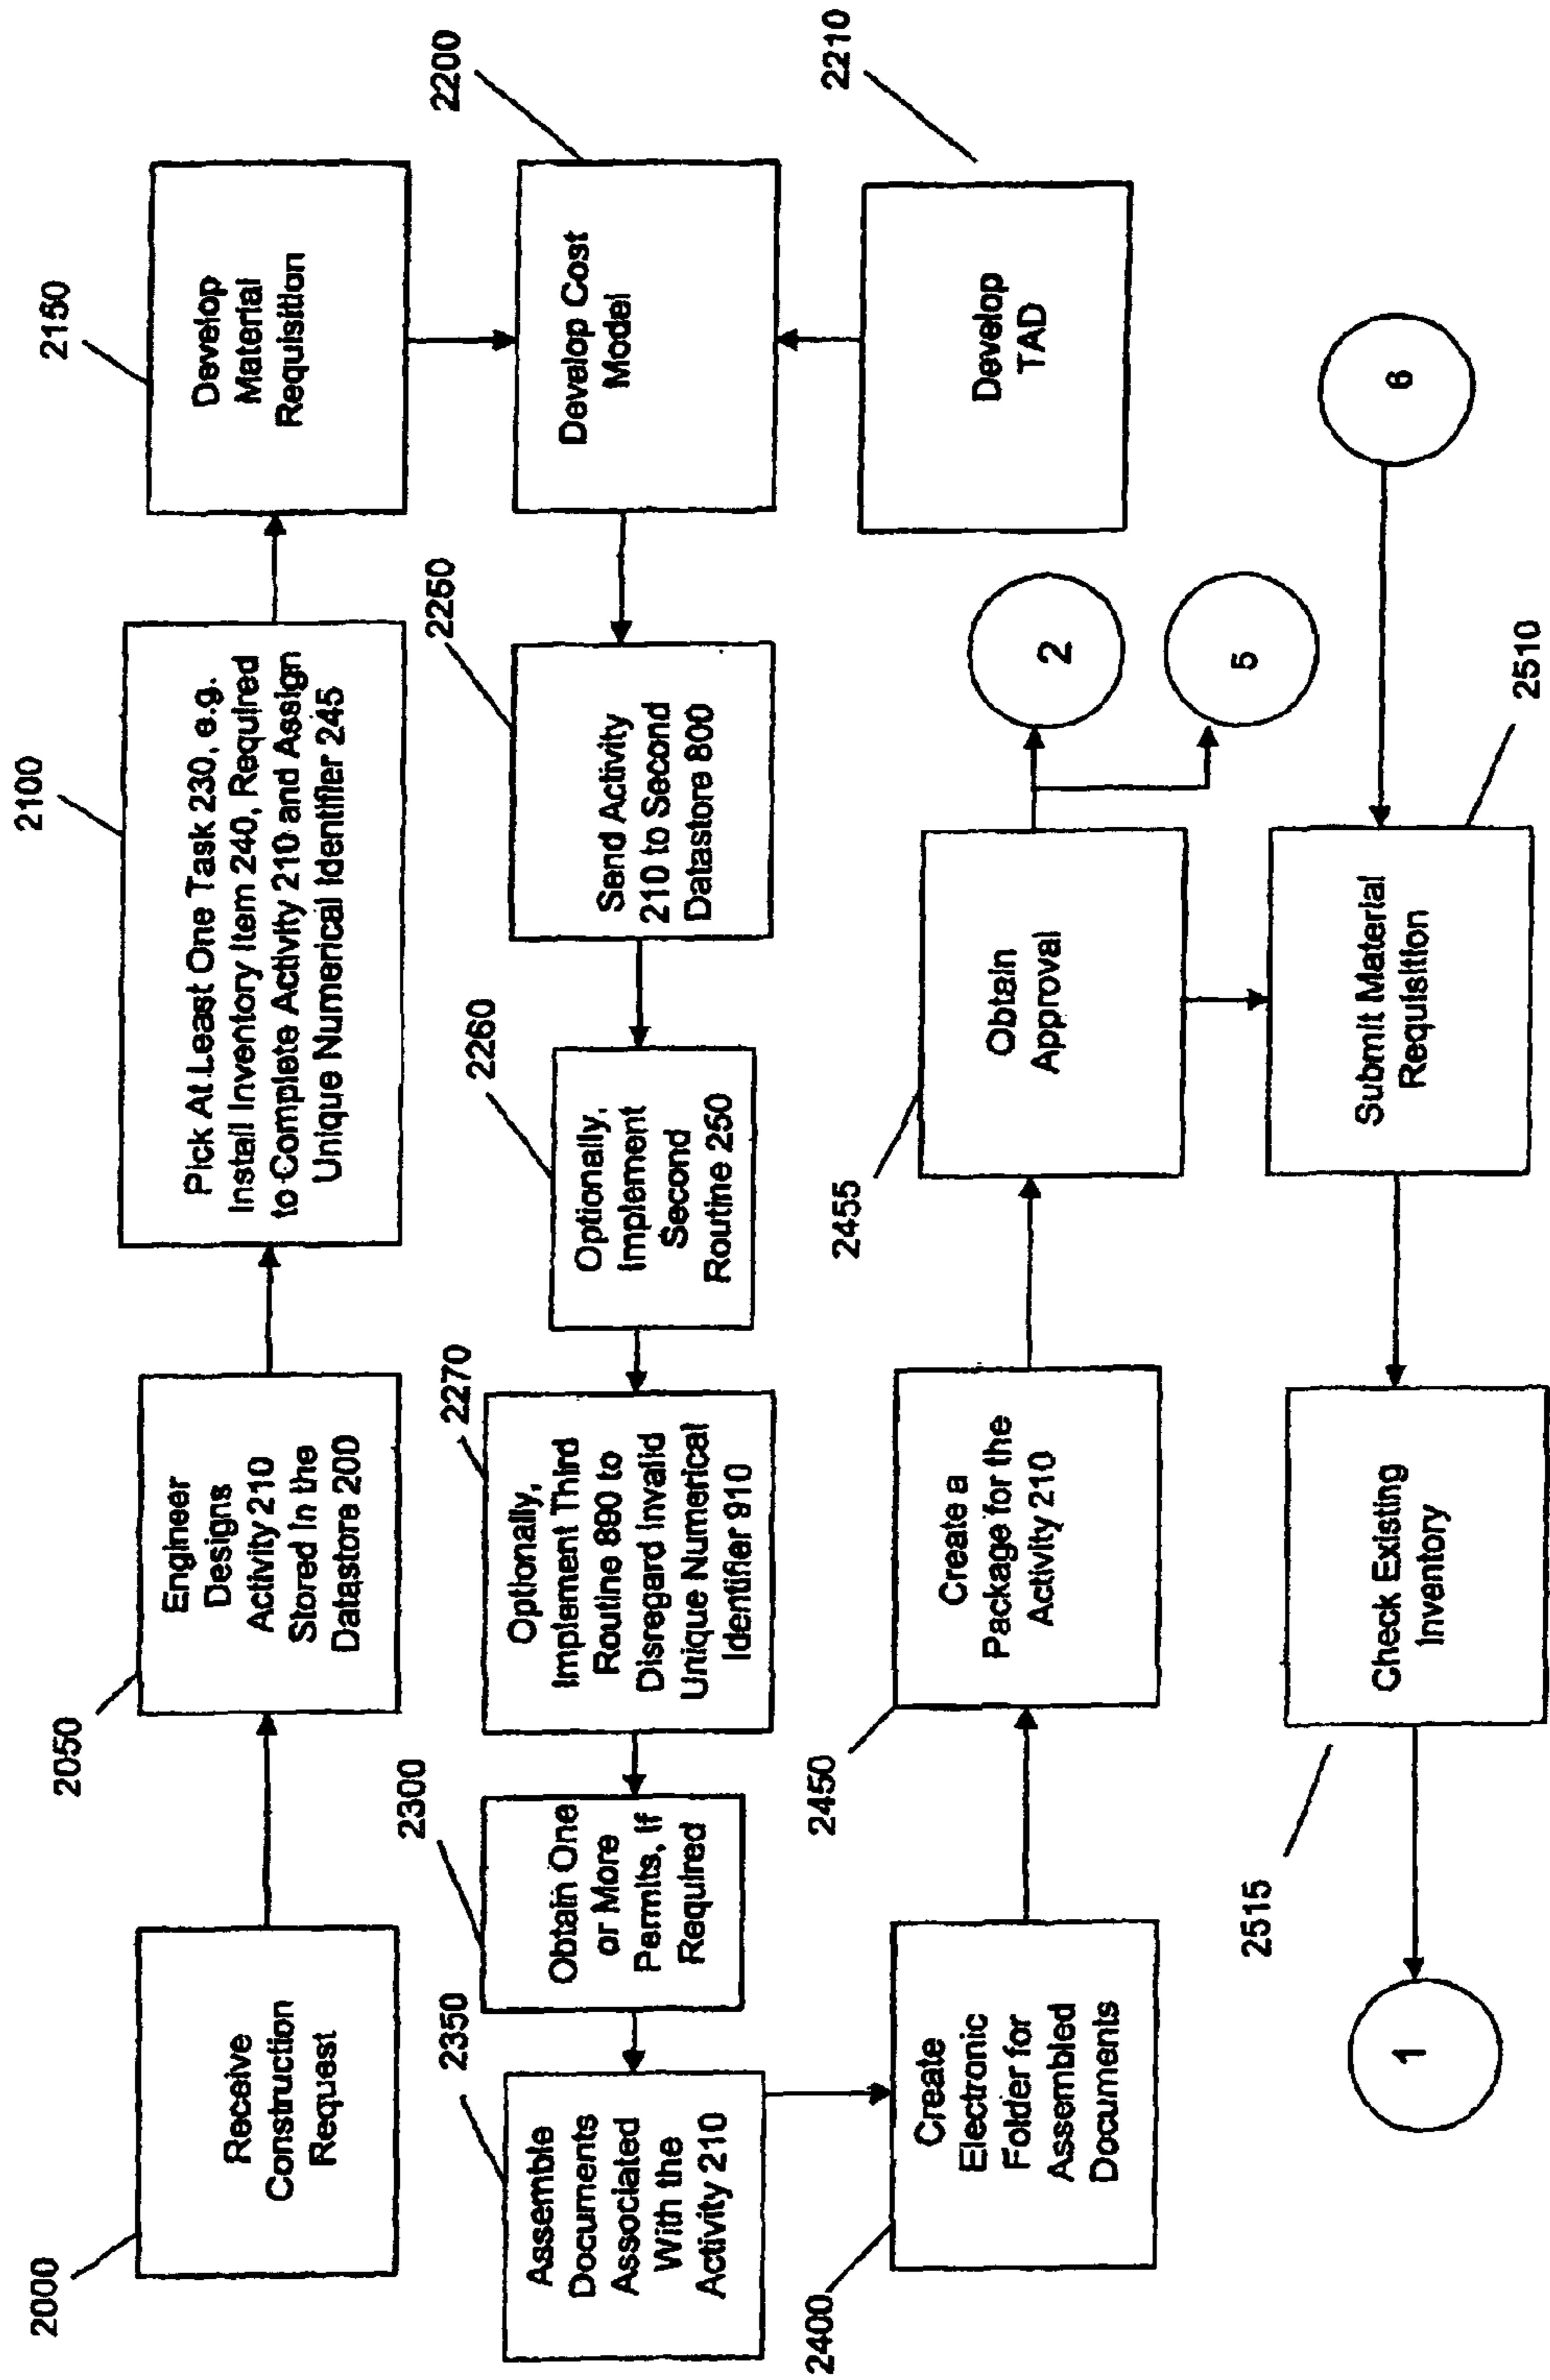 2000
Receive
Construction
Request
2050
Engineer
Designs
Activity 210
Stored in the
Datastore 200
2100
Pick At Least One Task 230, e.g.
Install Inventory Item 240, Required
to Complete Activity 210 and Assign
Unique Numerical Identifier 245
2150
Develop
Material
Requisition
2200
Develop Cost
Model
2210
Develop
TAD
2250
Send Activity
210 to Second
Datastore 800
2260
Optionally,
Implement
Second
Routine 250
2270
Optionally,
Implement Third
Routine 890 to
Disregard Invalid
Unique Numerical
Identifier 910
2300
Obtain One
or More
Permits, If
Required
2350
Assemble
Documents
Associated
With the
Activity 210
2400
Create
Electronic
Folder for
Assembled
Documents
2450
Create a
Package for the
Activity 210
2455
Obtain
Approval
2
5
6
2510
Submit Material
Requisition
2515
Check Existing
Inventory
1